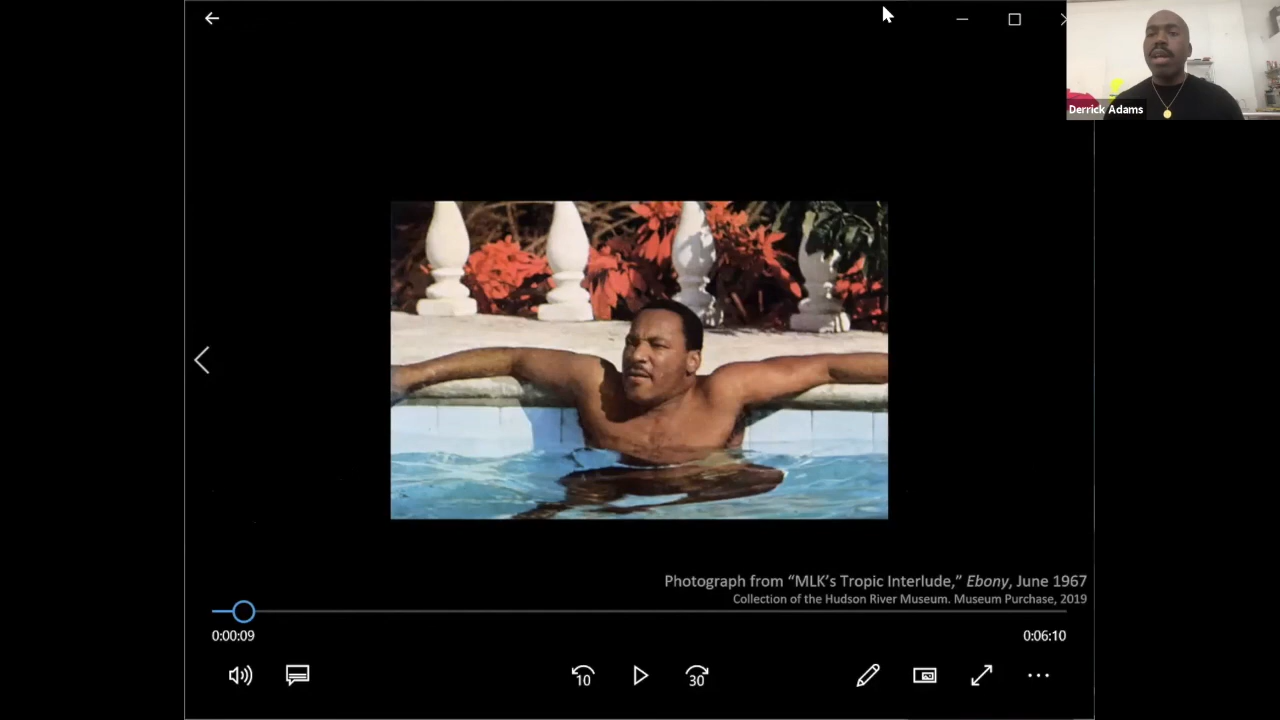 Derrick Adams
Photograph from “MLK’s Tropic Interlude,” Ebony, June 1967
Collection of the Hudson River Museum. Museum Purchase, 2019
0:00:09
0:06:10
10
30